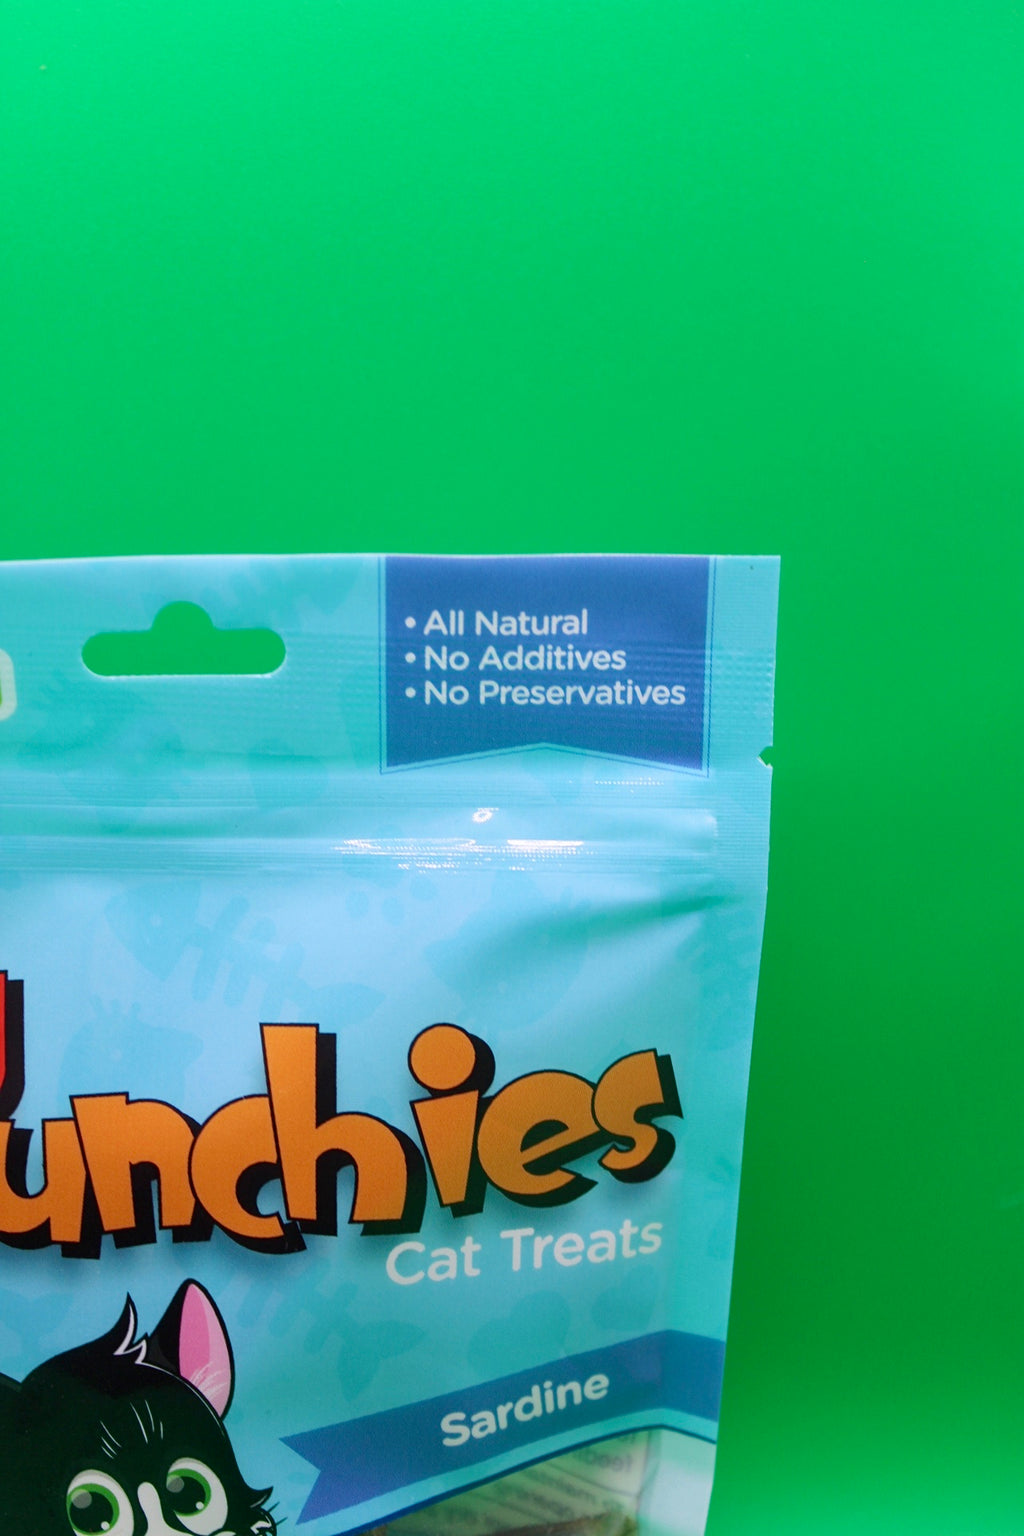 • All Natural
• No Additives
• No Preservatives
unchies
Cat Treats
Sardine